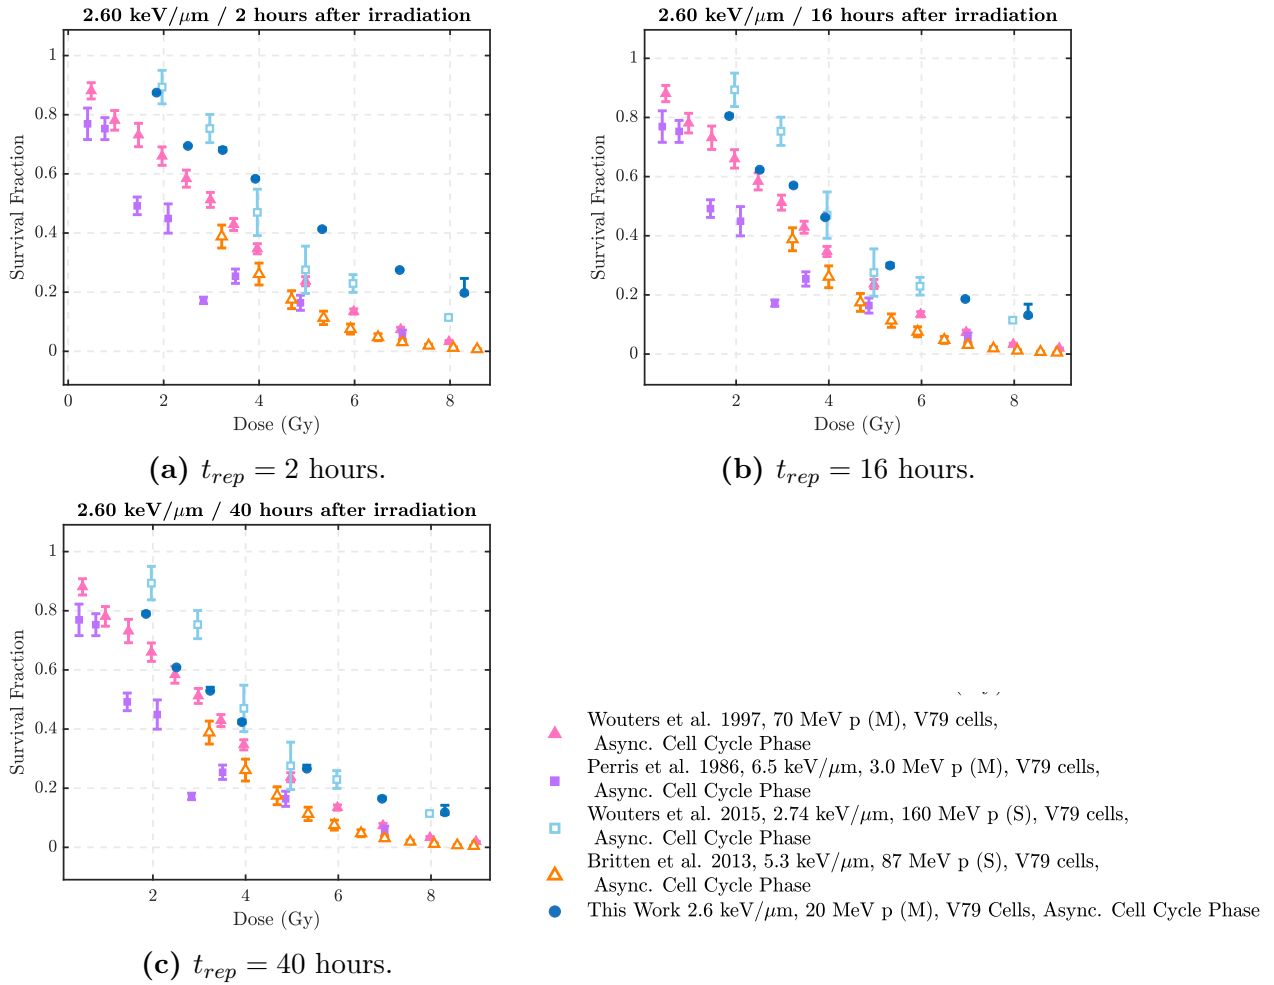 2.60 keV/μm / 2 hours after irradiation
Survival Fraction
1
0.8
0.6
0.4
0.2
0
0 2 4 6 8
Dose (Gy)
(a) t_rep = 2 hours.
2.60 keV/μm / 16 hours after irradiation
Survival Fraction
1
0.8
0.6
0.4
0.2
0
2 4 6 8
Dose (Gy)
(b) t_rep = 16 hours.
2.60 keV/μm / 40 hours after irradiation
Survival Fraction
1
0.8
0.6
0.4
0.2
0
2 4 6 8
Dose (Gy)
(c) t_rep = 40 hours.
Wouters et al. 1997, 70 MeV p (M), V79 cells,
Async. Cell Cycle Phase
Perris et al. 1986, 6.5 keV/μm, 3.0 MeV p (M), V79 cells,
Async. Cell Cycle Phase
Wouters et al. 2015, 2.74 keV/μm, 160 MeV p (S), V79 cells,
Async. Cell Cycle Phase
Britten et al. 2013, 5.3 keV/μm, 87 MeV p (S), V79 cells,
Async. Cell Cycle Phase
This Work 2.6 keV/μm, 20 MeV p (M), V79 Cells, Async. Cell Cycle Phase